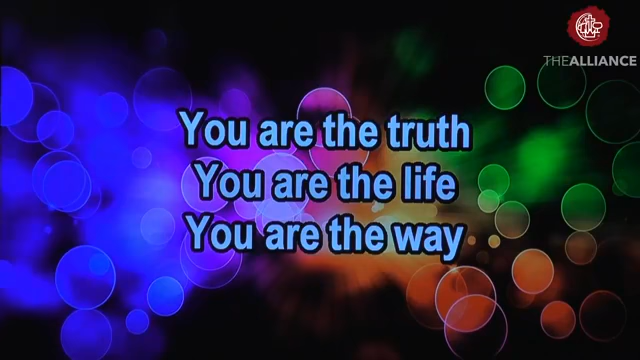 THEALLIANCE
You are the truth
You are the life
You are the way